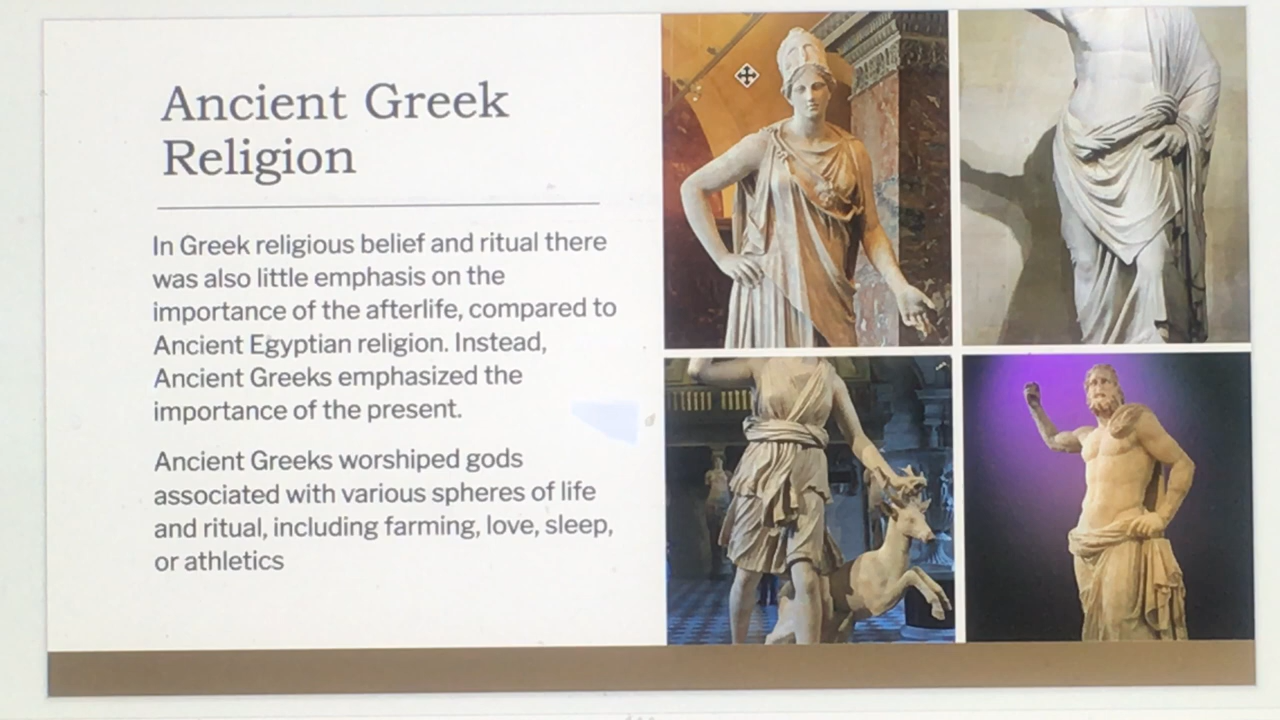 Ancient Greek
Religion
In Greek religious belief and ritual there
was also little emphasis on the
importance of the afterlife, compared to
Ancient Egyptian religion. Instead,
Ancient Greeks emphasized the
importance of the present.
Ancient Greeks worshiped gods
associated with various spheres of life
and ritual, including farming, love, sleep,
or athletics